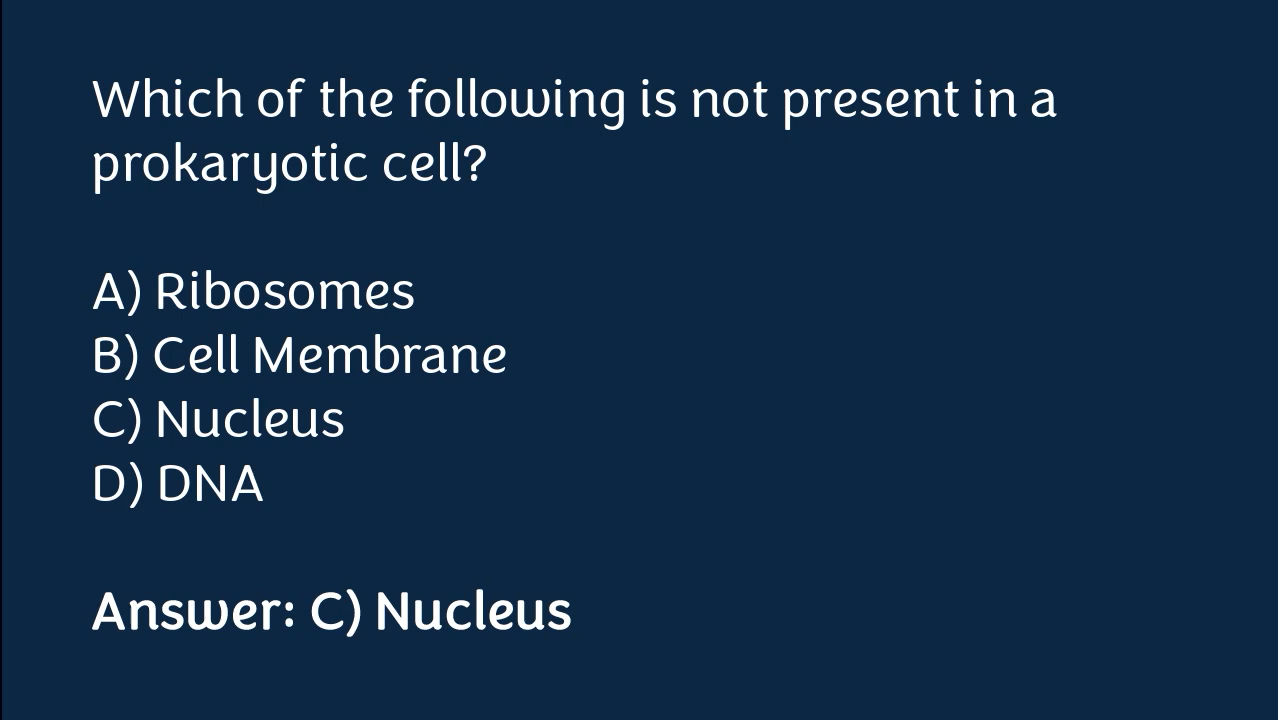 Which of the following is not present in a
prokaryotic cell?
A) Ribosomes
B) Cell Membrane
C) Nucleus
D) DNA
Answer: C) Nucleus